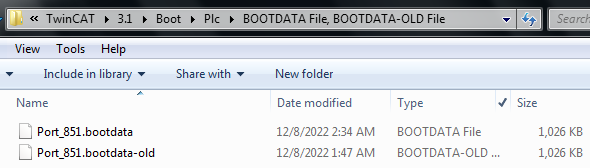 « TwinCAT ▸ 3.1 ▸ Boot ▸ Plc ▸ BOOTDATA File, BOOTDATA-OLD File
View Tools Help
Include in library Share with New folder
Name Date modified Type Size
Port_851.bootdata 12/8/2022 2:34 AM BOOTDATA File 1,026 KB
Port_851.bootdata-old 12/8/2022 1:47 AM BOOTDATA-OLD ... 1,026 KB